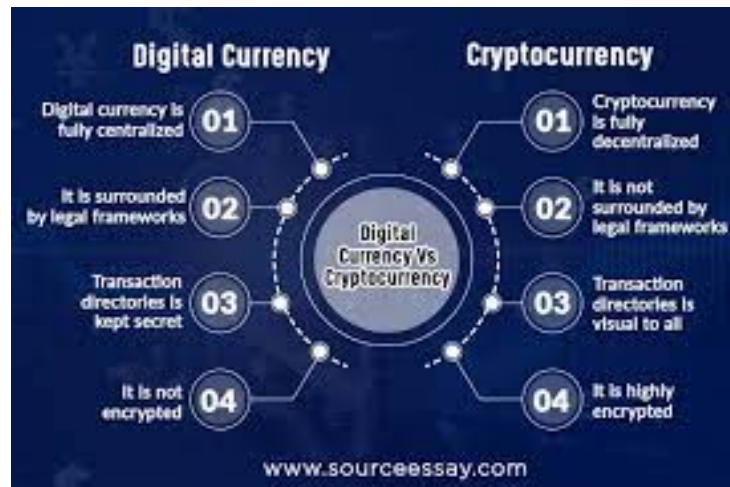 Digital Currency
Cryptocurrency
Digital currency is
fully centralized
01
It is surrounded
by legal frameworks
02
Transaction
directories is
kept secret
03
It is not
encrypted
04
Digital
Currency Vs
Cryptocurrency
01
Cryptocurrency
is fully
decentralized
02
It is not
surrounded by
legal frameworks
03
Transaction
directories is
visual to all
04
It is highly
encrypted
www.sourceessay.com